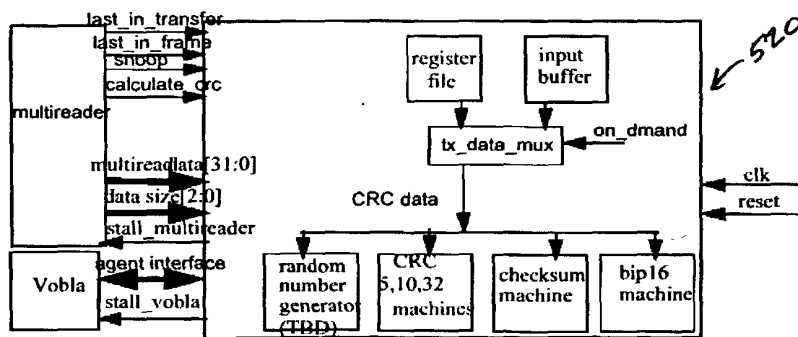 last_in_transfer
last_in_frame
snoop
calculate_crc
multireader
multireaddata[31:0]
data size[2:0]
stall_multireader
agent interface
Vobla
stall_vobla
register
file
input
buffer
tx_data_mux
on_dmand
CRC data
random
number
generator
(TBD)
CRC
5,10,32
machines
checksum
machine
bip16
machine
520
clk
reset